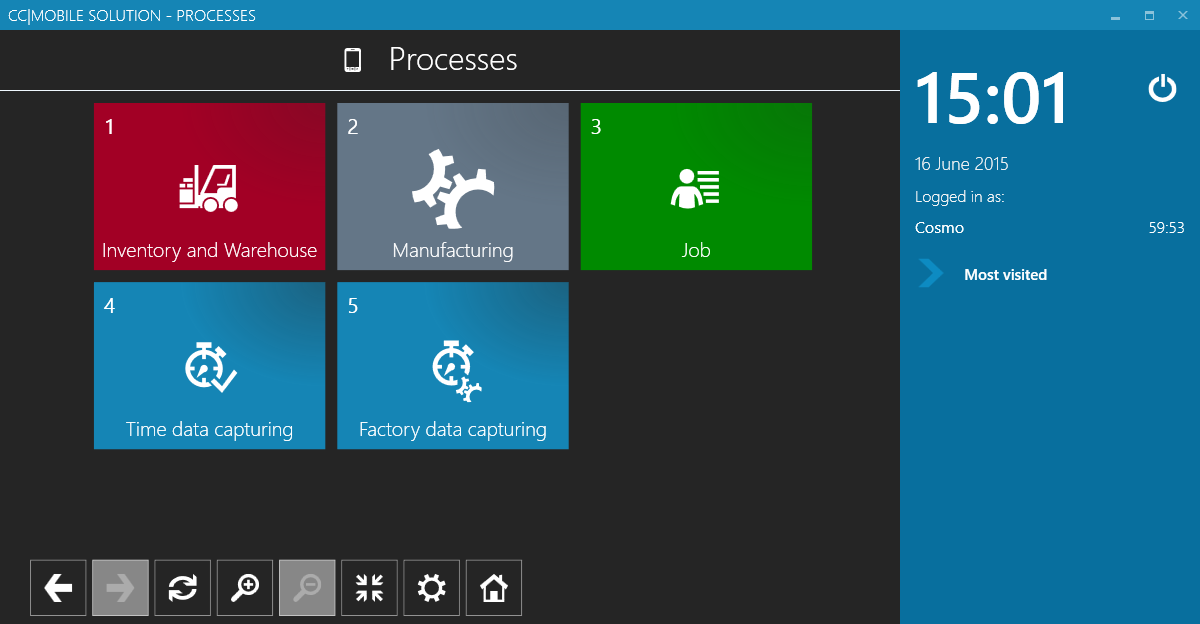 CC|MOBILE SOLUTION - PROCESSES
Processes
1
Inventory and Warehouse
2
Manufacturing
3
Job
4
Time data capturing
5
Factory data capturing
15:01
16 June 2015
Logged in as:
Cosmo 59:53
Most visited